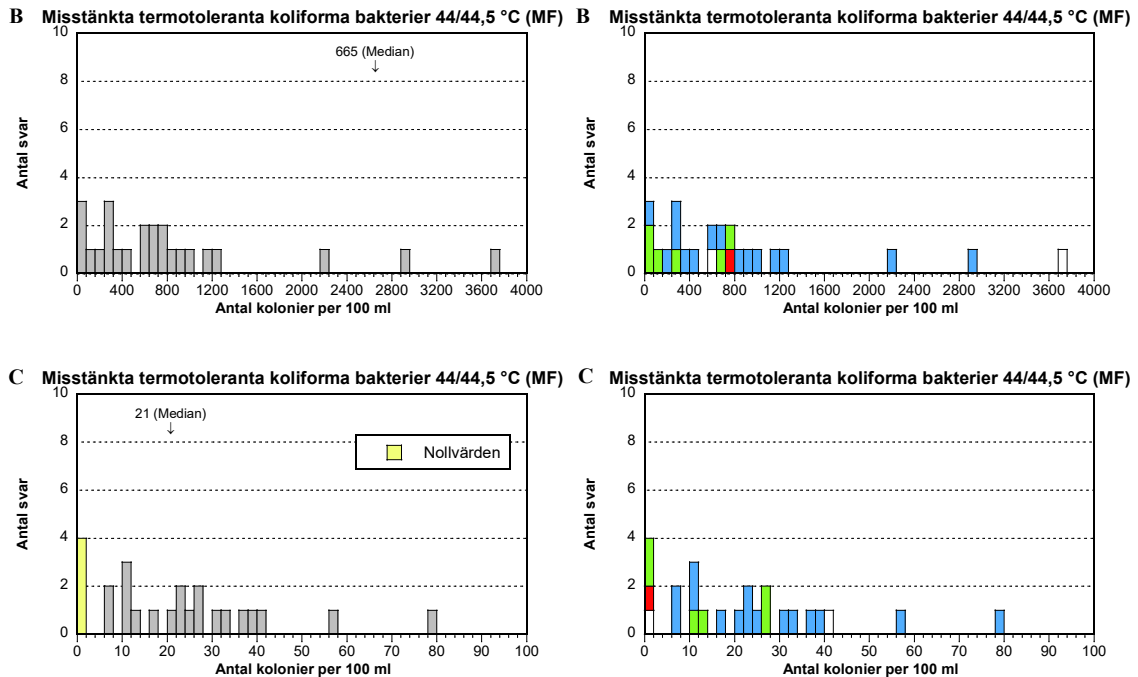 B Misstänkta termotoleranta koliforma bakterier 44/44,5 °C (MF)
10
665 (Median)
↓
8
6
4
2
0
Antal svar
0 400 800 1200 1600 2000 2400 2800 3200 3600 4000
Antal kolonier per 100 ml
B Misstänkta termotoleranta koliforma bakterier 44/44,5 °C (MF)
10
8
6
4
2
0
Antal svar
0 400 800 1200 1600 2000 2400 2800 3200 3600 4000
Antal kolonier per 100 ml
C Misstänkta termotoleranta koliforma bakterier 44/44,5 °C (MF)
10
21 (Median)
↓
8
Nollvärden
6
4
2
0
Antal svar
0 10 20 30 40 50 60 70 80 90 100
Antal kolonier per 100 ml
C Misstänkta termotoleranta koliforma bakterier 44/44,5 °C (MF)
10
8
6
4
2
0
Antal svar
0 10 20 30 40 50 60 70 80 90 100
Antal kolonier per 100 ml